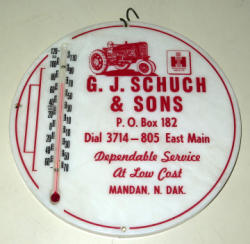 G. J. SCHUCH
& SONS
P. O. Box 182
Dial 3714 — 805 East Main
Dependable Service
At Low Cost
MANDAN, N. DAK.